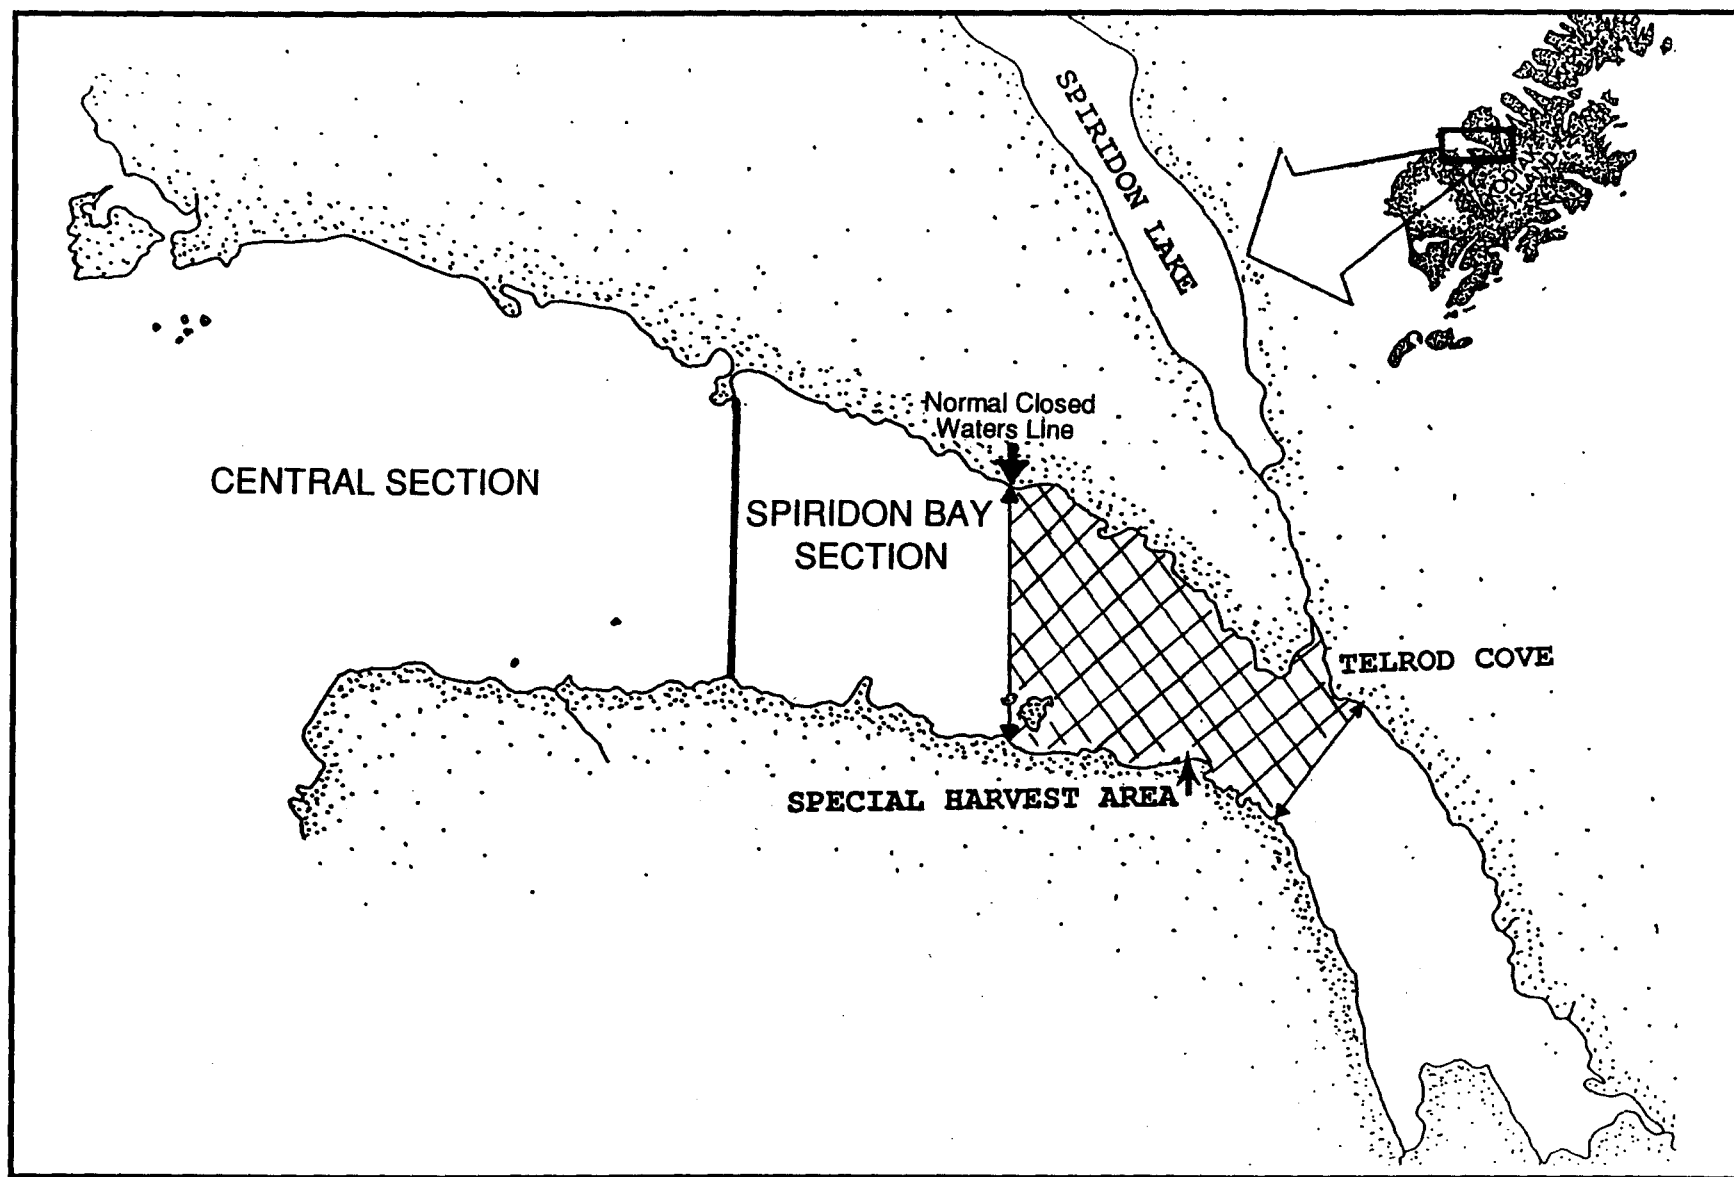 SPIRIDON LAKE
Normal Closed
Waters Line
CENTRAL SECTION
SPIRIDON BAY
SECTION
TELROD COVE
SPECIAL HARVEST AREA